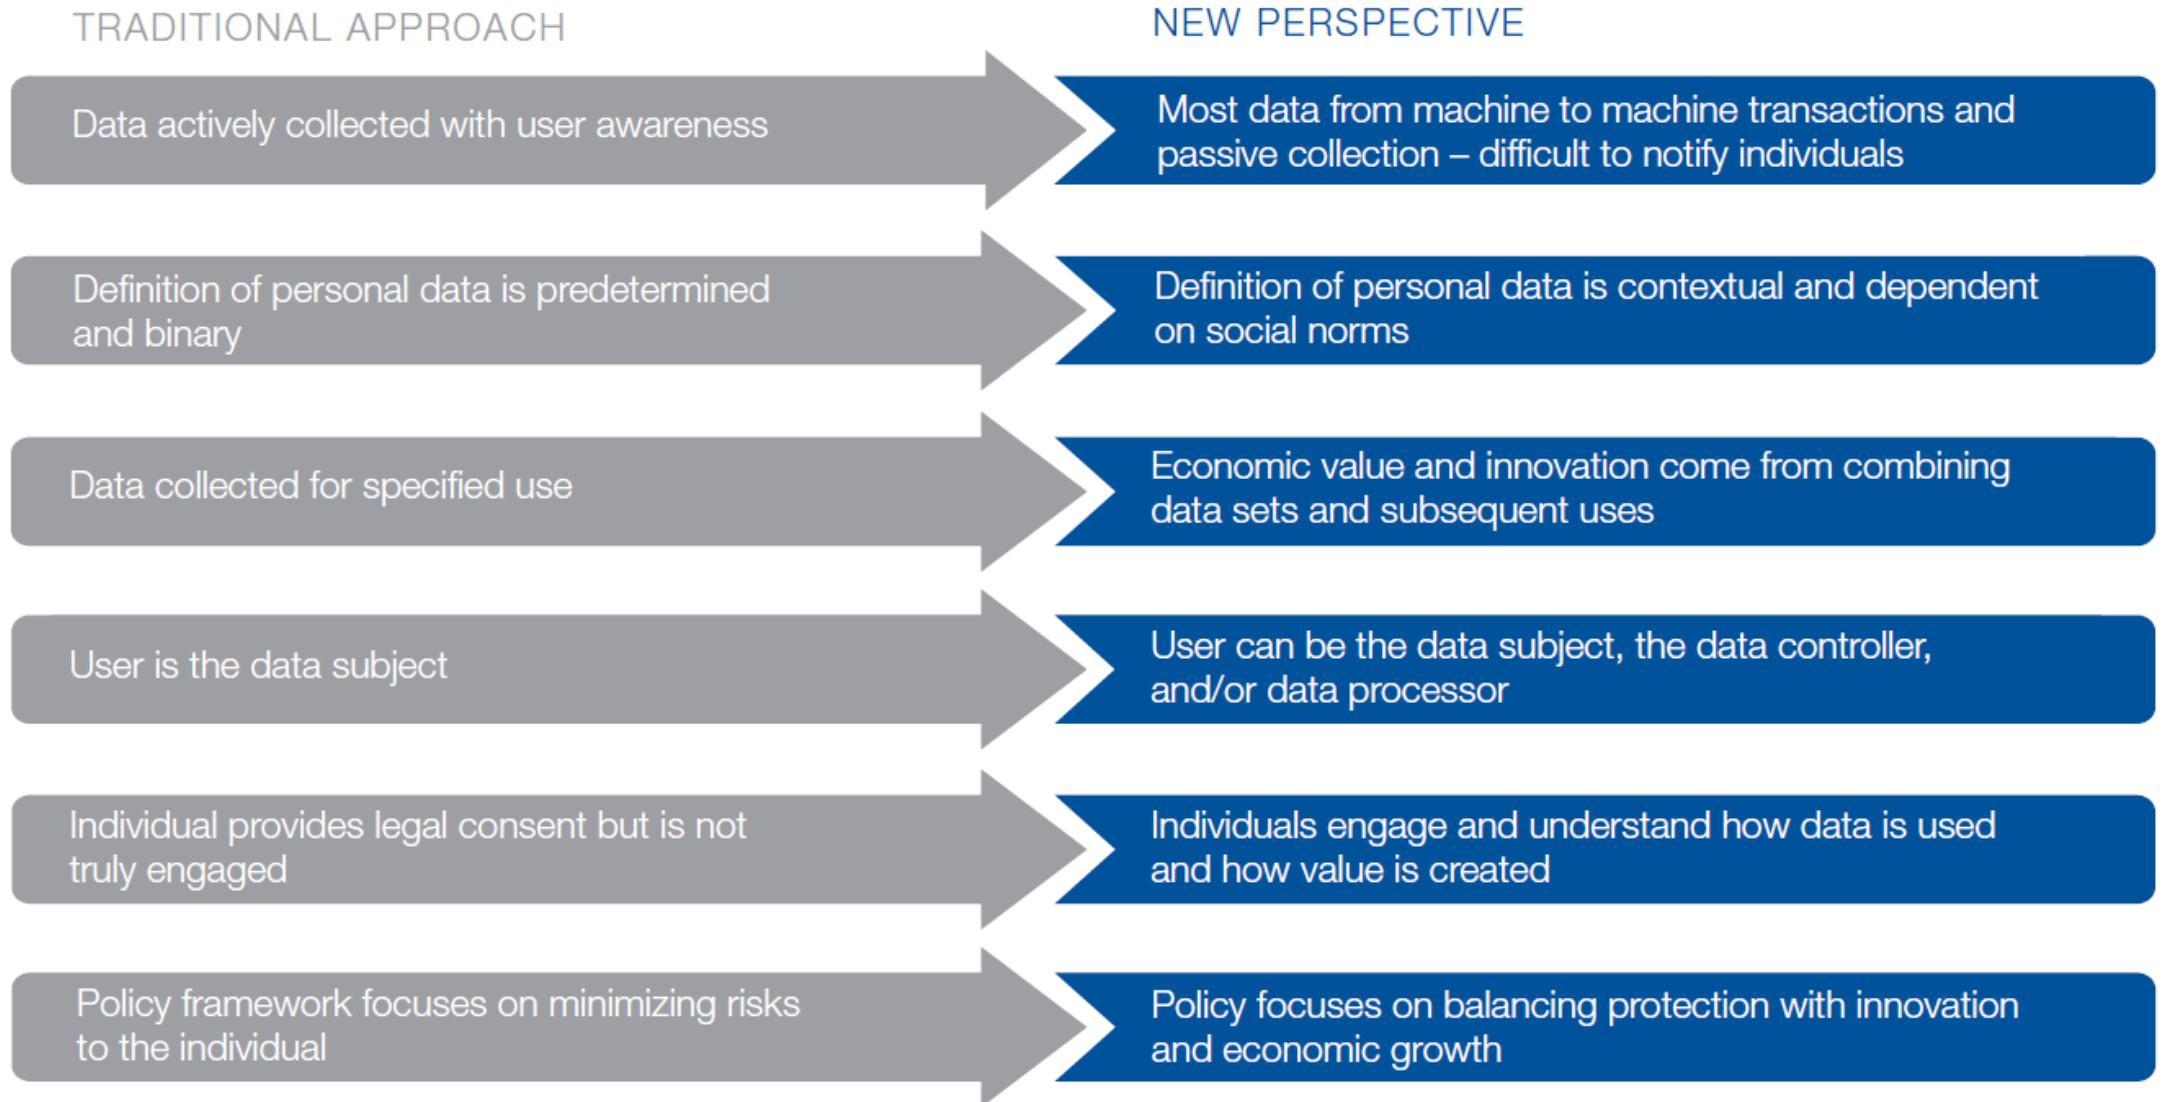 TRADITIONAL APPROACH
NEW PERSPECTIVE
Data actively collected with user awareness
Most data from machine to machine transactions and
passive collection – difficult to notify individuals
Definition of personal data is predetermined
and binary
Definition of personal data is contextual and dependent
on social norms
Data collected for specified use
Economic value and innovation come from combining
data sets and subsequent uses
User is the data subject
User can be the data subject, the data controller,
and/or data processor
Individual provides legal consent but is not
truly engaged
Individuals engage and understand how data is used
and how value is created
Policy framework focuses on minimizing risks
to the individual
Policy focuses on balancing protection with innovation
and economic growth